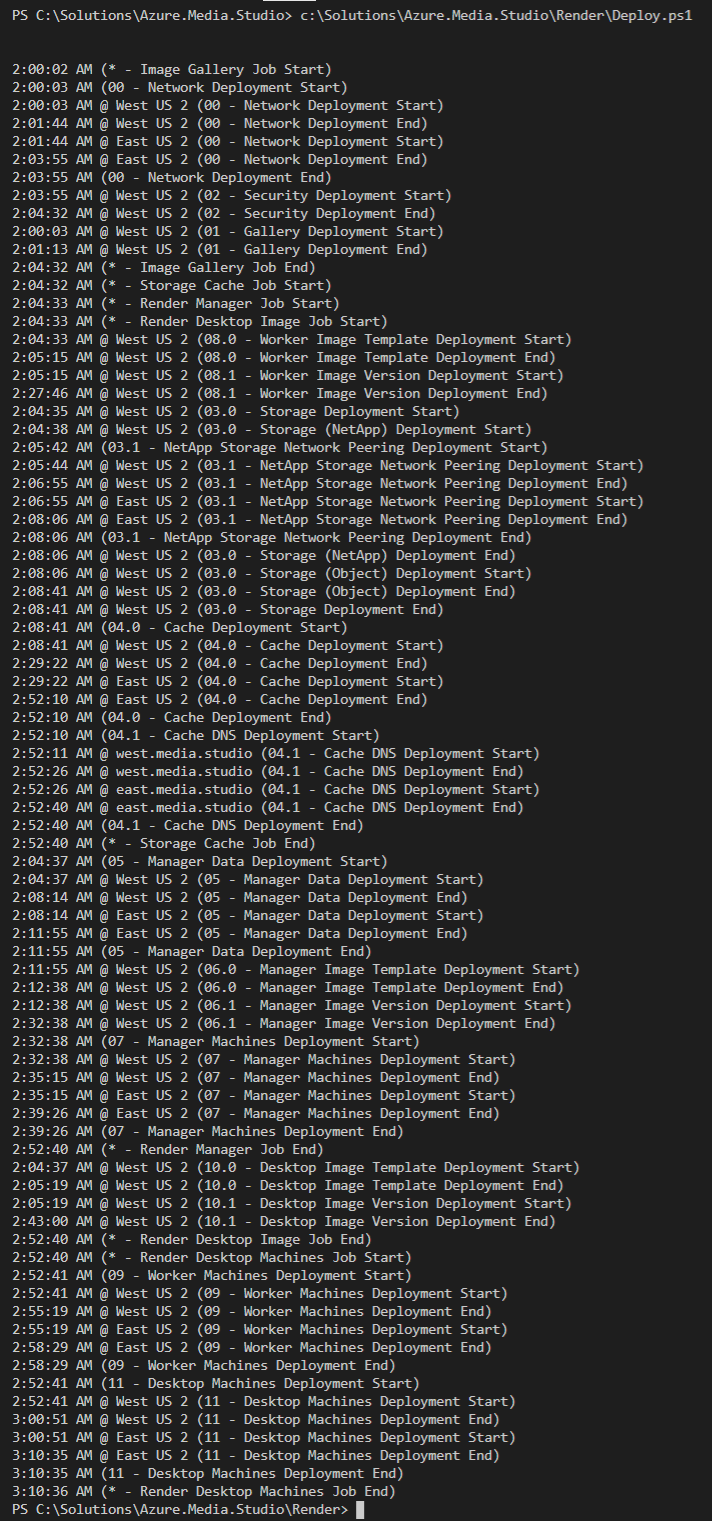 PS C:\Solutions\Azure.Media.Studio> c:\Solutions\Azure.Media.Studio\Render\Deploy.ps1
2:00:02 AM (* - Image Gallery Job Start)
2:00:03 AM (00 - Network Deployment Start)
2:00:03 AM @ West US 2 (00 - Network Deployment Start)
2:01:44 AM @ West US 2 (00 - Network Deployment End)
2:01:44 AM @ East US 2 (00 - Network Deployment Start)
2:03:55 AM @ East US 2 (00 - Network Deployment End)
2:03:55 AM (00 - Network Deployment End)
2:03:55 AM @ West US 2 (02 - Security Deployment Start)
2:04:32 AM @ West US 2 (02 - Security Deployment End)
2:00:03 AM @ West US 2 (01 - Gallery Deployment Start)
2:01:13 AM @ West US 2 (01 - Gallery Deployment End)
2:04:32 AM (* - Image Gallery Job End)
2:04:32 AM (* - Storage Cache Job Start)
2:04:33 AM (* - Render Manager Job Start)
2:04:33 AM (* - Render Desktop Image Job Start)
2:04:33 AM @ West US 2 (08.0 - Worker Image Template Deployment Start)
2:05:15 AM @ West US 2 (08.0 - Worker Image Template Deployment End)
2:05:15 AM @ West US 2 (08.1 - Worker Image Version Deployment Start)
2:27:46 AM @ West US 2 (08.1 - Worker Image Version Deployment End)
2:04:35 AM @ West US 2 (03.0 - Storage Deployment Start)
2:04:38 AM @ West US 2 (03.0 - Storage (NetApp) Deployment Start)
2:05:42 AM (03.1 - NetApp Storage Network Peering Deployment Start)
2:05:44 AM @ West US 2 (03.1 - NetApp Storage Network Peering Deployment Start)
2:06:55 AM @ West US 2 (03.1 - NetApp Storage Network Peering Deployment End)
2:06:55 AM @ East US 2 (03.1 - NetApp Storage Network Peering Deployment Start)
2:08:06 AM @ East US 2 (03.1 - NetApp Storage Network Peering Deployment End)
2:08:06 AM (03.1 - NetApp Storage Network Peering Deployment End)
2:08:06 AM @ West US 2 (03.0 - Storage (NetApp) Deployment End)
2:08:06 AM @ West US 2 (03.0 - Storage (Object) Deployment Start)
2:08:41 AM @ West US 2 (03.0 - Storage (Object) Deployment End)
2:08:41 AM @ West US 2 (03.0 - Storage Deployment End)
2:08:41 AM (04.0 - Cache Deployment Start)
2:08:41 AM @ West US 2 (04.0 - Cache Deployment Start)
2:29:22 AM @ West US 2 (04.0 - Cache Deployment End)
2:29:22 AM @ East US 2 (04.0 - Cache Deployment Start)
2:52:10 AM @ East US 2 (04.0 - Cache Deployment End)
2:52:10 AM (04.0 - Cache Deployment End)
2:52:10 AM (04.1 - Cache DNS Deployment Start)
2:52:11 AM @ west.media.studio (04.1 - Cache DNS Deployment Start)
2:52:26 AM @ west.media.studio (04.1 - Cache DNS Deployment End)
2:52:26 AM @ east.media.studio (04.1 - Cache DNS Deployment Start)
2:52:40 AM @ east.media.studio (04.1 - Cache DNS Deployment End)
2:52:40 AM (04.1 - Cache DNS Deployment End)
2:52:40 AM (* - Storage Cache Job End)
2:04:37 AM (05 - Manager Data Deployment Start)
2:04:37 AM @ West US 2 (05 - Manager Data Deployment Start)
2:08:14 AM @ West US 2 (05 - Manager Data Deployment End)
2:08:14 AM @ East US 2 (05 - Manager Data Deployment Start)
2:11:55 AM @ East US 2 (05 - Manager Data Deployment End)
2:11:55 AM (05 - Manager Data Deployment End)
2:11:55 AM @ West US 2 (06.0 - Manager Image Template Deployment Start)
2:12:38 AM @ West US 2 (06.0 - Manager Image Template Deployment End)
2:12:38 AM @ West US 2 (06.1 - Manager Image Version Deployment Start)
2:32:38 AM @ West US 2 (06.1 - Manager Image Version Deployment End)
2:32:38 AM (07 - Manager Machines Deployment Start)
2:32:38 AM @ West US 2 (07 - Manager Machines Deployment Start)
2:35:15 AM @ West US 2 (07 - Manager Machines Deployment End)
2:35:15 AM @ East US 2 (07 - Manager Machines Deployment Start)
2:39:26 AM @ East US 2 (07 - Manager Machines Deployment End)
2:39:26 AM (07 - Manager Machines Deployment End)
2:52:40 AM (* - Render Manager Job End)
2:04:37 AM @ West US 2 (10.0 - Desktop Image Template Deployment Start)
2:05:19 AM @ West US 2 (10.0 - Desktop Image Template Deployment End)
2:05:19 AM @ West US 2 (10.1 - Desktop Image Version Deployment Start)
2:43:00 AM @ West US 2 (10.1 - Desktop Image Version Deployment End)
2:52:40 AM (* - Render Desktop Image Job End)
2:52:40 AM (* - Render Desktop Machines Job Start)
2:52:41 AM (09 - Worker Machines Deployment Start)
2:52:41 AM @ West US 2 (09 - Worker Machines Deployment Start)
2:55:19 AM @ West US 2 (09 - Worker Machines Deployment End)
2:55:19 AM @ East US 2 (09 - Worker Machines Deployment Start)
2:58:29 AM @ East US 2 (09 - Worker Machines Deployment End)
2:58:29 AM (09 - Worker Machines Deployment End)
2:52:41 AM (11 - Desktop Machines Deployment Start)
2:52:41 AM @ West US 2 (11 - Desktop Machines Deployment Start)
3:00:51 AM @ West US 2 (11 - Desktop Machines Deployment End)
3:00:51 AM @ East US 2 (11 - Desktop Machines Deployment Start)
3:10:35 AM @ East US 2 (11 - Desktop Machines Deployment End)
3:10:35 AM (11 - Desktop Machines Deployment End)
3:10:36 AM (* - Render Desktop Machines Job End)
PS C:\Solutions\Azure.Media.Studio\Render>